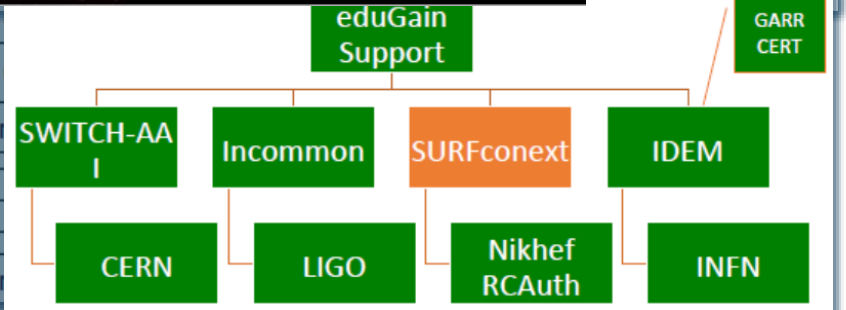 eduGain
Support
GARR
CERT
SWITCH-AA
I
Incommon
SURFconext
IDEM
CERN
LIGO
Nikhef
RCAuth
INFN